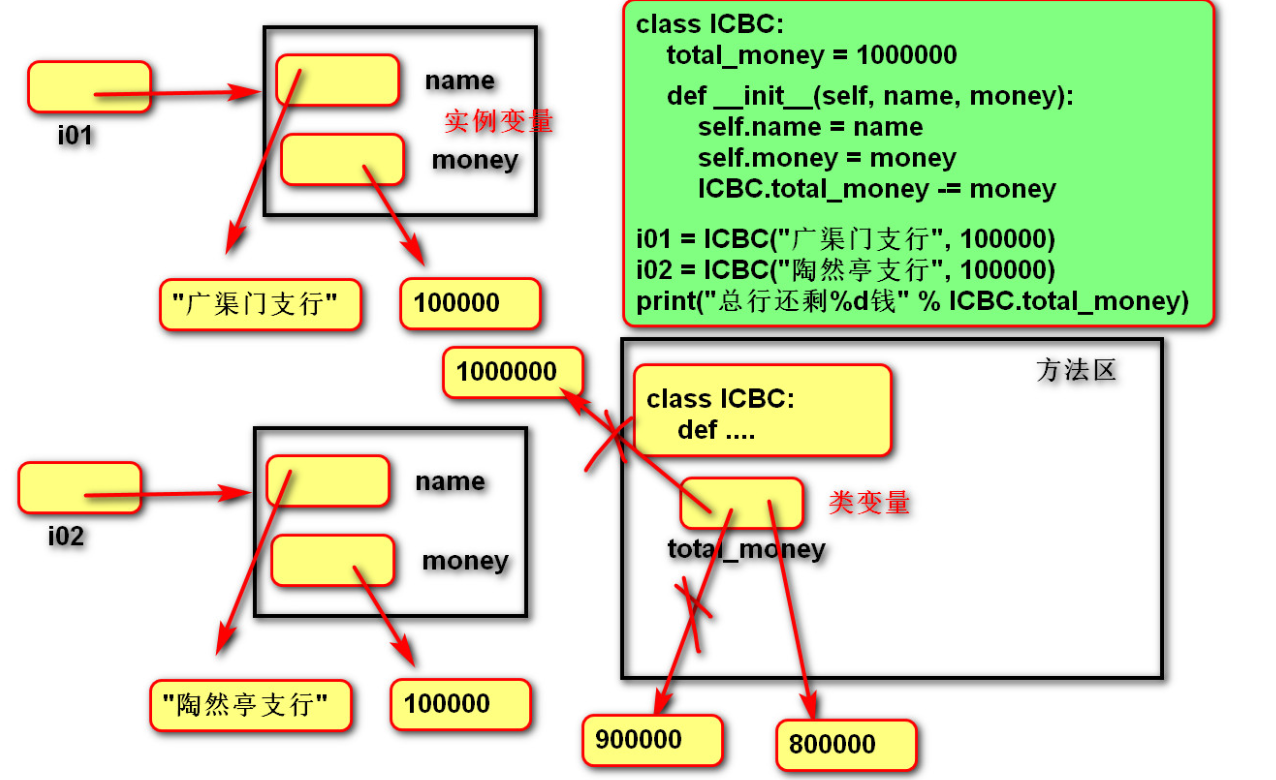 class ICBC:
total_money = 1000000
def __init__(self, name, money):
self.name = name
self.money = money
ICBC.total_money -= money
i01 = ICBC("广渠门支行", 100000)
i02 = ICBC("陶然亭支行", 100000)
print("总行还剩%d钱" % ICBC.total_money)
i01
name
实例变量
money
"广渠门支行"
100000
1000000
方法区
class ICBC:
def ....
类变量
total_money
900000
800000
i02
name
money
"陶然亭支行"
100000